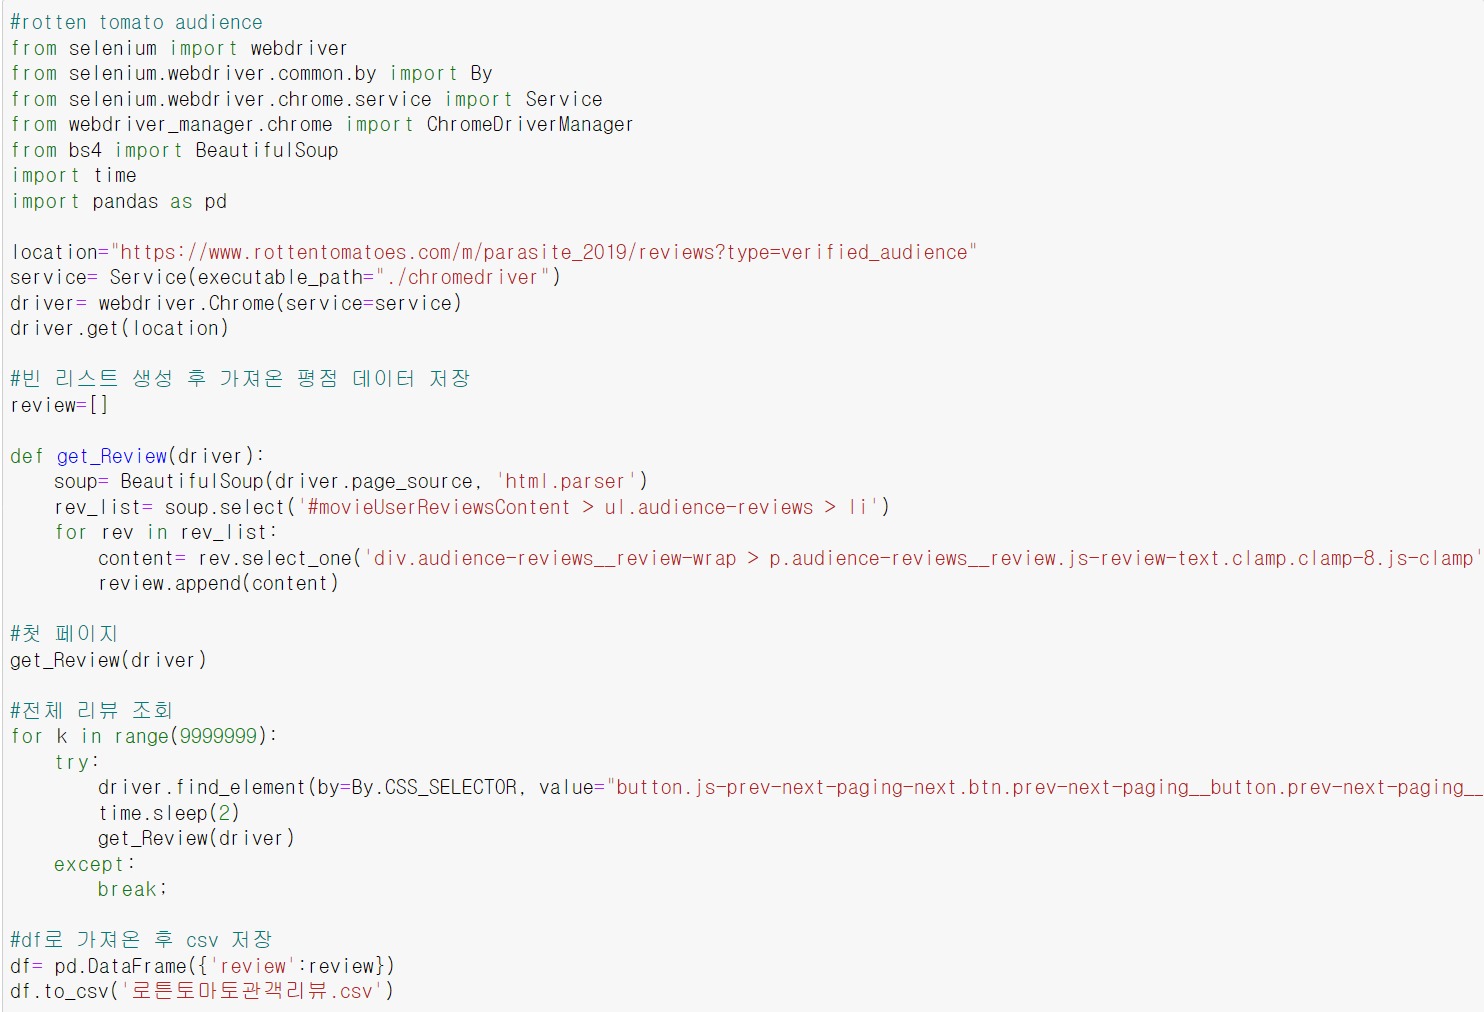 #rotten tomato audience
from selenium import webdriver
from selenium.webdriver.common.by import By
from selenium.webdriver.chrome.service import Service
from webdriver_manager.chrome import ChromeDriverManager
from bs4 import BeautifulSoup
import time
import pandas as pd

location="https://www.rottentomatoes.com/m/parasite_2019/reviews?type=verified_audience"
service= Service(executable_path="./chromedriver")
driver= webdriver.Chrome(service=service)
driver.get(location)

#빈 리스트 생성 후 가져온 평점 데이터 저장
review=[]

def get_Review(driver):
    soup= BeautifulSoup(driver.page_source, 'html.parser')
    rev_list= soup.select('#movieUserReviewsContent > ul.audience-reviews > li')
    for rev in rev_list:
        content= rev.select_one('div.audience-reviews__review-wrap > p.audience-reviews__review.js-review-text.clamp.clamp-8.js-clamp'
        review.append(content)

#첫 페이지
get_Review(driver)

#전체 리뷰 조회
for k in range(9999999):
    try:
        driver.find_element(by=By.CSS_SELECTOR, value="button.js-prev-next-paging-next.btn.prev-next-paging__button.prev-next-paging__
        time.sleep(2)
        get_Review(driver)
    except:
        break;

#df로 가져온 후 csv 저장
df= pd.DataFrame({'review':review})
df.to_csv('로튼토마토관객리뷰.csv')